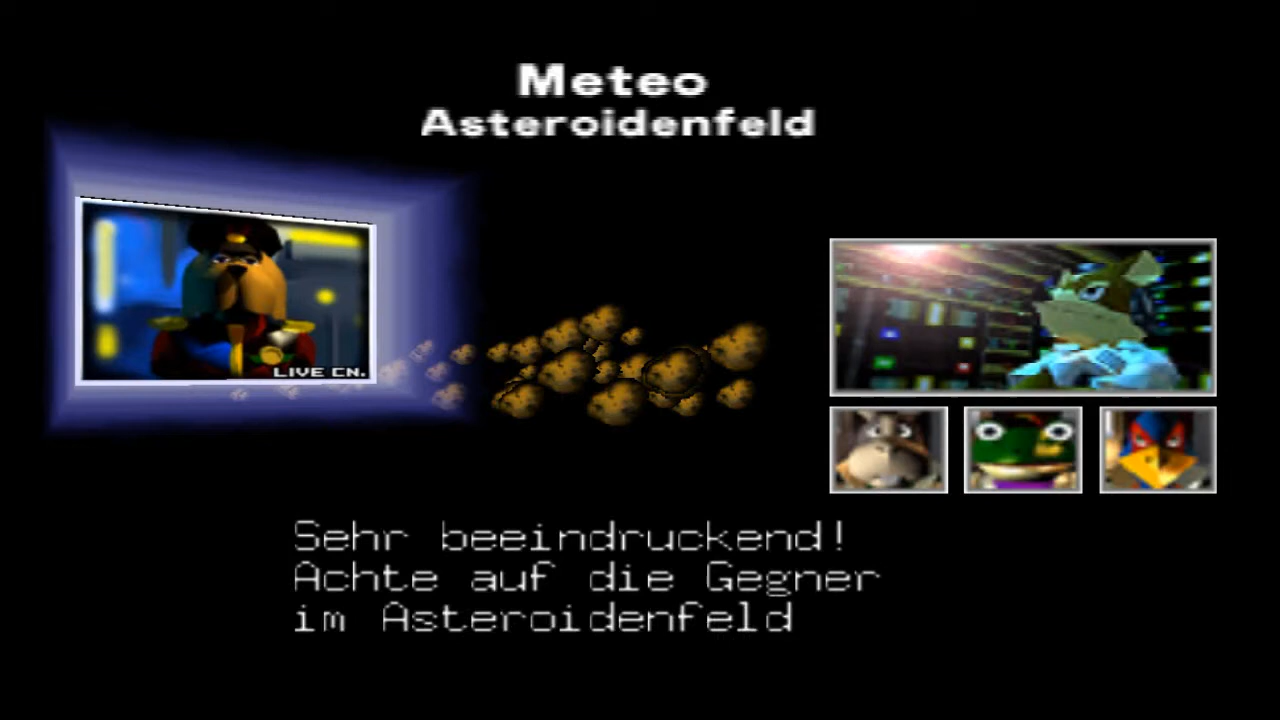 Meteo
Asteroidenfeld
LIVE CN.
Sehr beeindruckend!
Achte auf die Gegner
im Asteroidenfeld